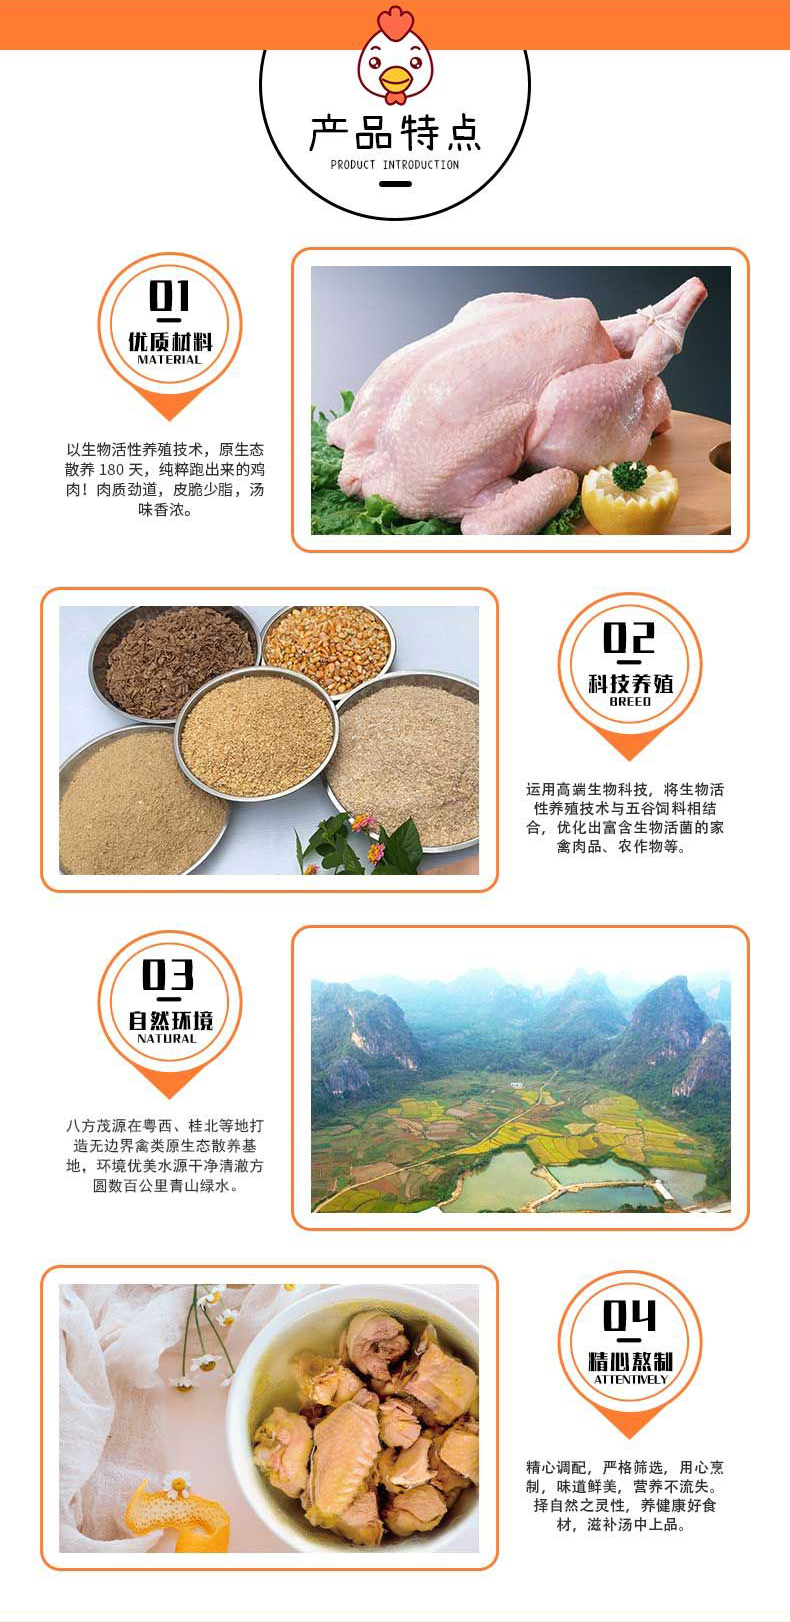 产品特点
PRODUCT INTRODUCTION
01
优质材料
MATERIAL
以生物活性养殖技术，原生态
散养 180 天，纯粹跑出来的鸡
肉！肉质劲道，皮脆少脂，汤
味香浓。
02
科技养殖
BREED
运用高端生物科技，将生物活
性养殖技术与五谷饲料相结
合，优化出富含生物活菌的家
禽肉品、农作物等。
03
自然环境
NATURAL
八方茂源在粤西、桂北等地打
造无边界禽类原生态散养基
地，环境优美水源干净清澈方
圆数百公里青山绿水。
04
精心熬制
ATTENTIVELY
精心调配，严格筛选，用心烹
制，味道鲜美，营养不流失。
择自然之灵性，养健康好食
材，滋补汤中上品。